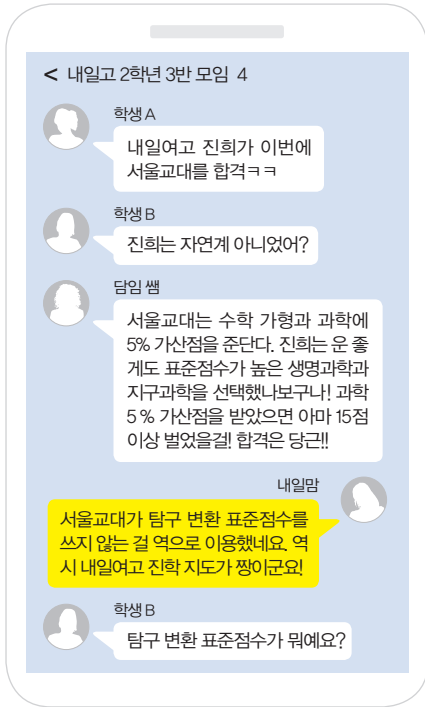 < 내일고 2학년 3반 모임 4
학생 A
내일여고 진희가 이번에
서울교대를 합격ㅋㅋ
학생 B
진희는 자연계 아니었어?
담임 쌤
서울교대는 수학 가형과 과학에
5% 가산점을 준단다. 진희는 운 좋
게도 표준점수가 높은 생명과학과
지구과학을 선택했나보구나! 과학
5 % 가산점을 받았으면 아마 15점
이상 벌었을걸! 합격은 당근!!
내일맘
서울교대가 탐구 변환 표준점수를
쓰지 않는 걸 역으로 이용했네요. 역
시 내일여고 진학 지도가 짱이군요!
학생 B
탐구 변환 표준점수가 뭐예요?